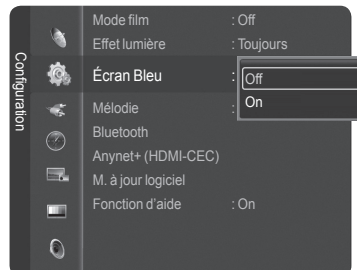 Configuration
Mode film : Off
Effet lumière : Toujours
Écran Bleu :
Off
On
Mélodie :
Bluetooth
Anynet+ (HDMI-CEC)
M. à jour logiciel
Fonction d'aide : On